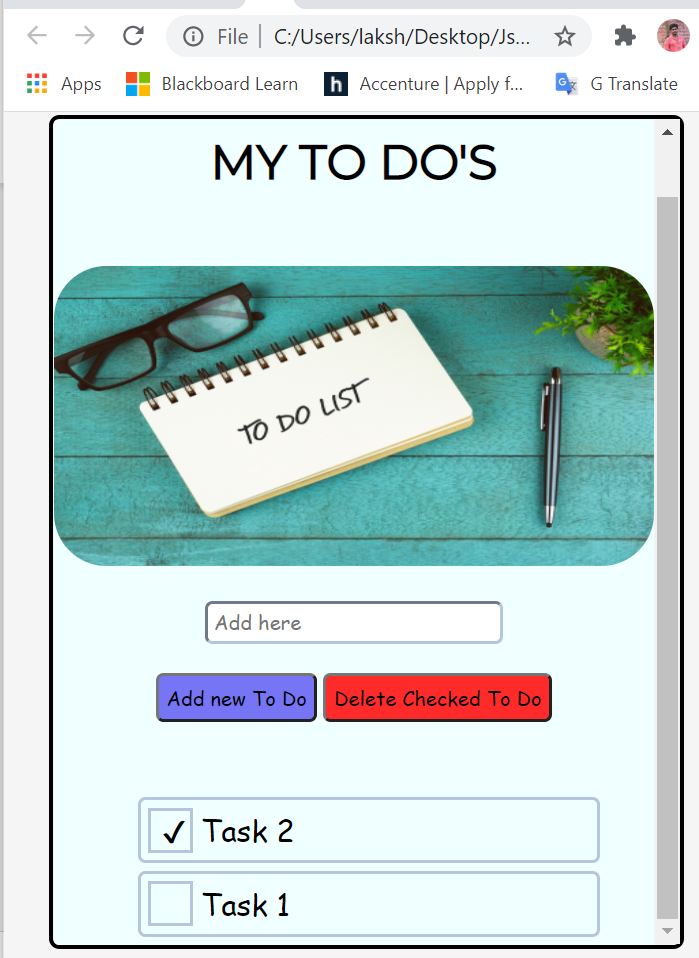 File | C:/Users/laksh/Desktop/Js...
Apps Blackboard Learn h Accenture | Apply f... G Translate
MY TO DO'S
TO DO LIST
Add here
Add new To Do Delete Checked To Do
✓ Task 2
Task 1